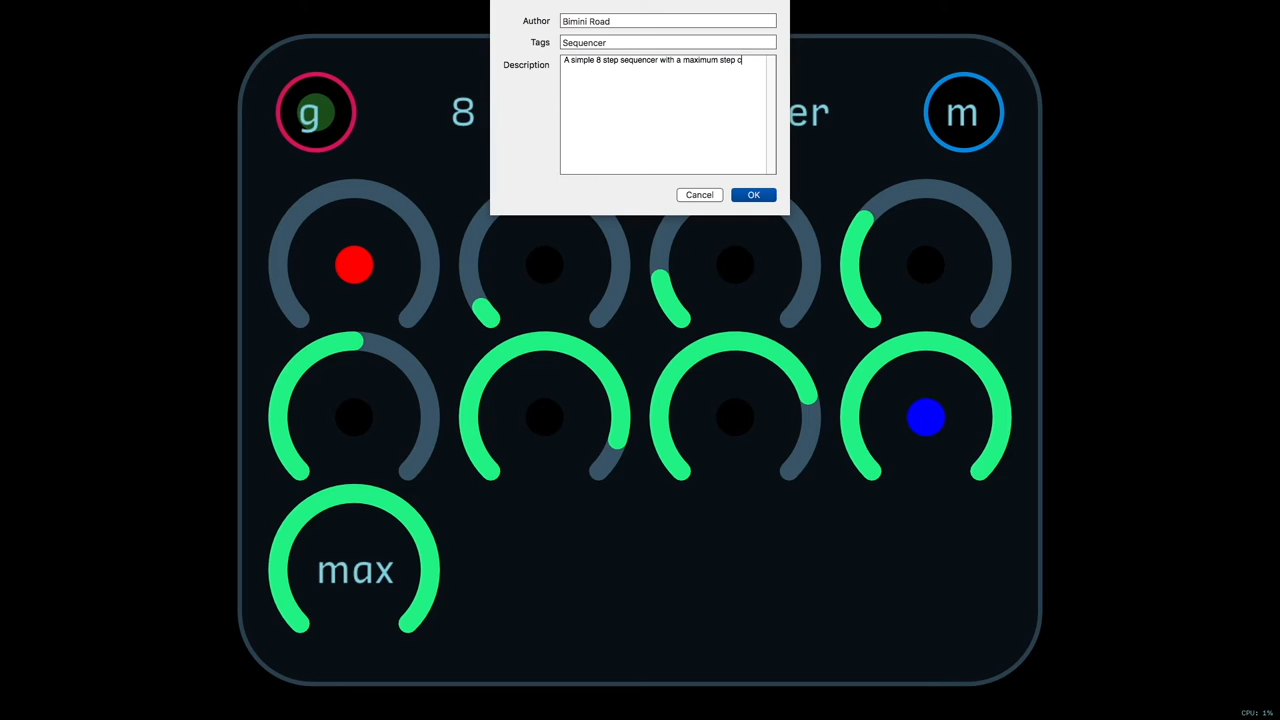 Author Bimini Road
Tags Sequencer
Description A simple 8 step sequencer with a maximum step c
Cancel OK
g 8 er m
max
CPU: 1%